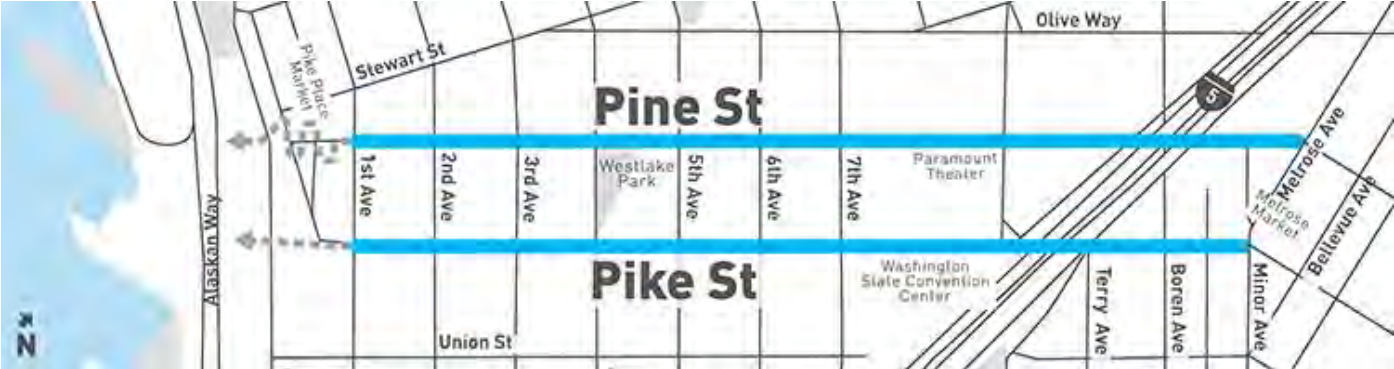 Olive Way
Stewart St
Pike Place
Market
5
Pine St
Melrose Ave
1st Ave
2nd Ave
3rd Ave
Westlake
Park
5th Ave
6th Ave
7th Ave
Paramount
Theater
Melrose
Market
Bellevue Ave
Alaskan Way
Pike St
Washington
State Convention
Center
Terry Ave
Boren Ave
Minor Ave
Union St
N